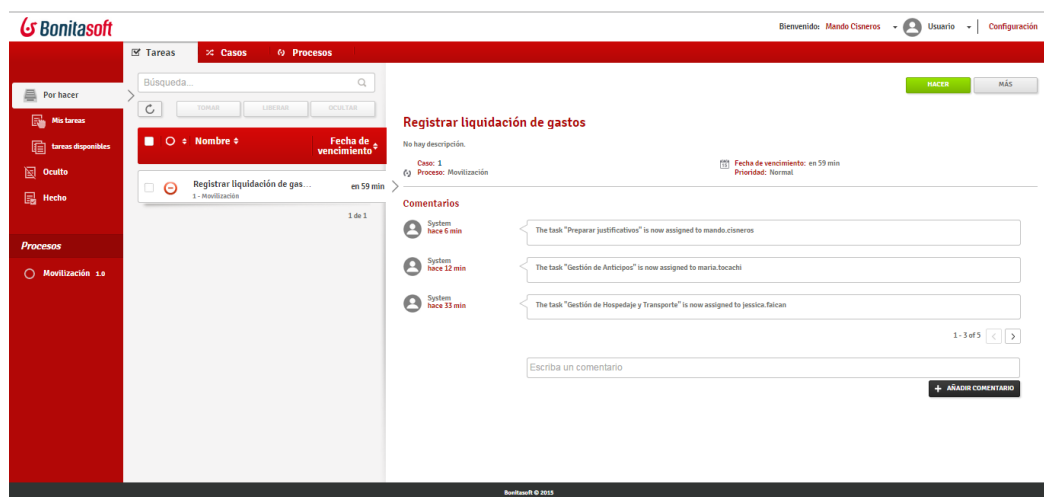 Bonitasoft
Bienvenido: Mando Cisneros
Usuario
Configuración
Tareas
Casos
Procesos
Por hacer
Mis tareas
tareas disponibles
Oculto
Hecho
Procesos
Movilización 1.0
Búsqueda...
TOMAR
LIBERAR
OCULTAR
Nombre
Fecha de
vencimiento
Registrar liquidación de gas...
en 59 min
1 - Movilización
1 de 1
HACER
MÁS
Registrar liquidación de gastos
No hay descripción.
Caso: 1
Proceso: Movilización
Fecha de vencimiento: en 59 min
Prioridad: Normal
Comentarios
System
hace 6 min
The task "Preparar justificativos" is now assigned to mando.cisneros
System
hace 12 min
The task "Gestión de Anticipos" is now assigned to maria.tocachi
System
hace 33 min
The task "Gestión de Hospedaje y Transporte" is now assigned to jessica.faican
1 - 3 of 5
Escriba un comentario
+ AÑADIR COMENTARIO
Bonitasoft © 2015